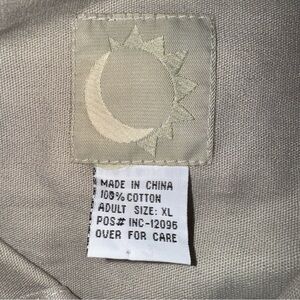 MADE IN CHINA
100% COTTON
ADULT SIZE: XL
POS# INC-12095
OVER FOR CARE